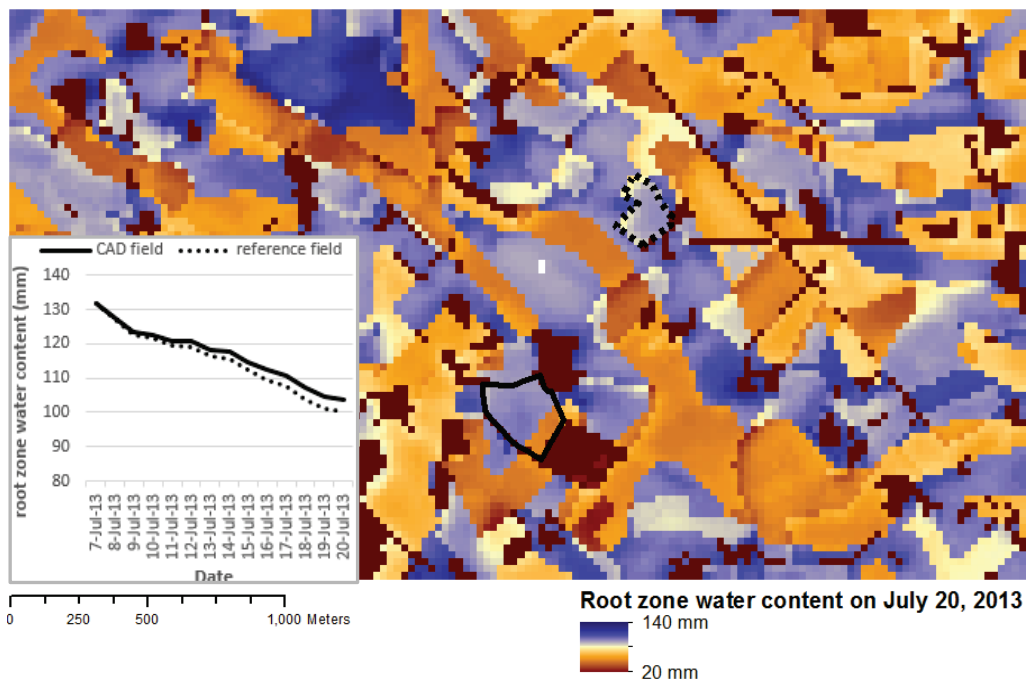 CAD field reference field
root zone water content (mm)
140
130
120
110
100
90
80
7-Jul-13
8-Jul-13
9-Jul-13
10-Jul-13
11-Jul-13
12-Jul-13
13-Jul-13
14-Jul-13
15-Jul-13
16-Jul-13
17-Jul-13
18-Jul-13
19-Jul-13
20-Jul-13
Date
0 250 500 1,000 Meters
Root zone water content on July 20, 2013
140 mm
20 mm